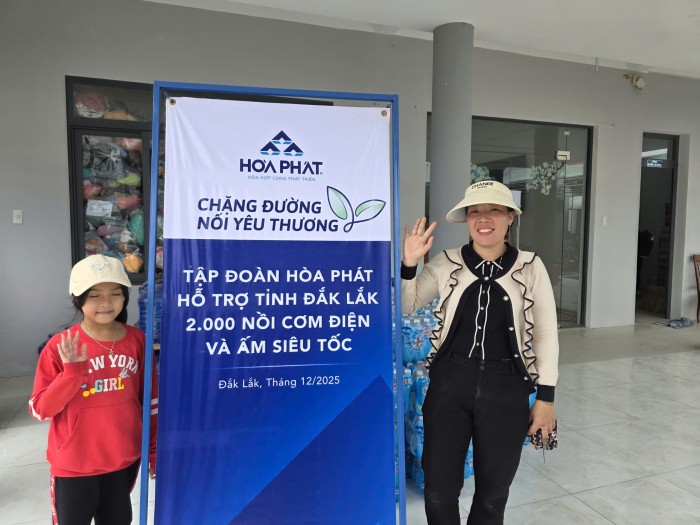 HÒA PHÁT
HÒA HỢP CÙNG PHÁT TRIỂN
CHẶNG ĐƯỜNG
NỐI YÊU THƯƠNG
TẬP ĐOÀN HÒA PHÁT
HỖ TRỢ TỈNH ĐẮK LẮK
2.000 NỒI CƠM ĐIỆN
VÀ ẤM SIÊU TỐC
Đắk Lắk, Tháng 12/2025
NEW YORK
GIRL